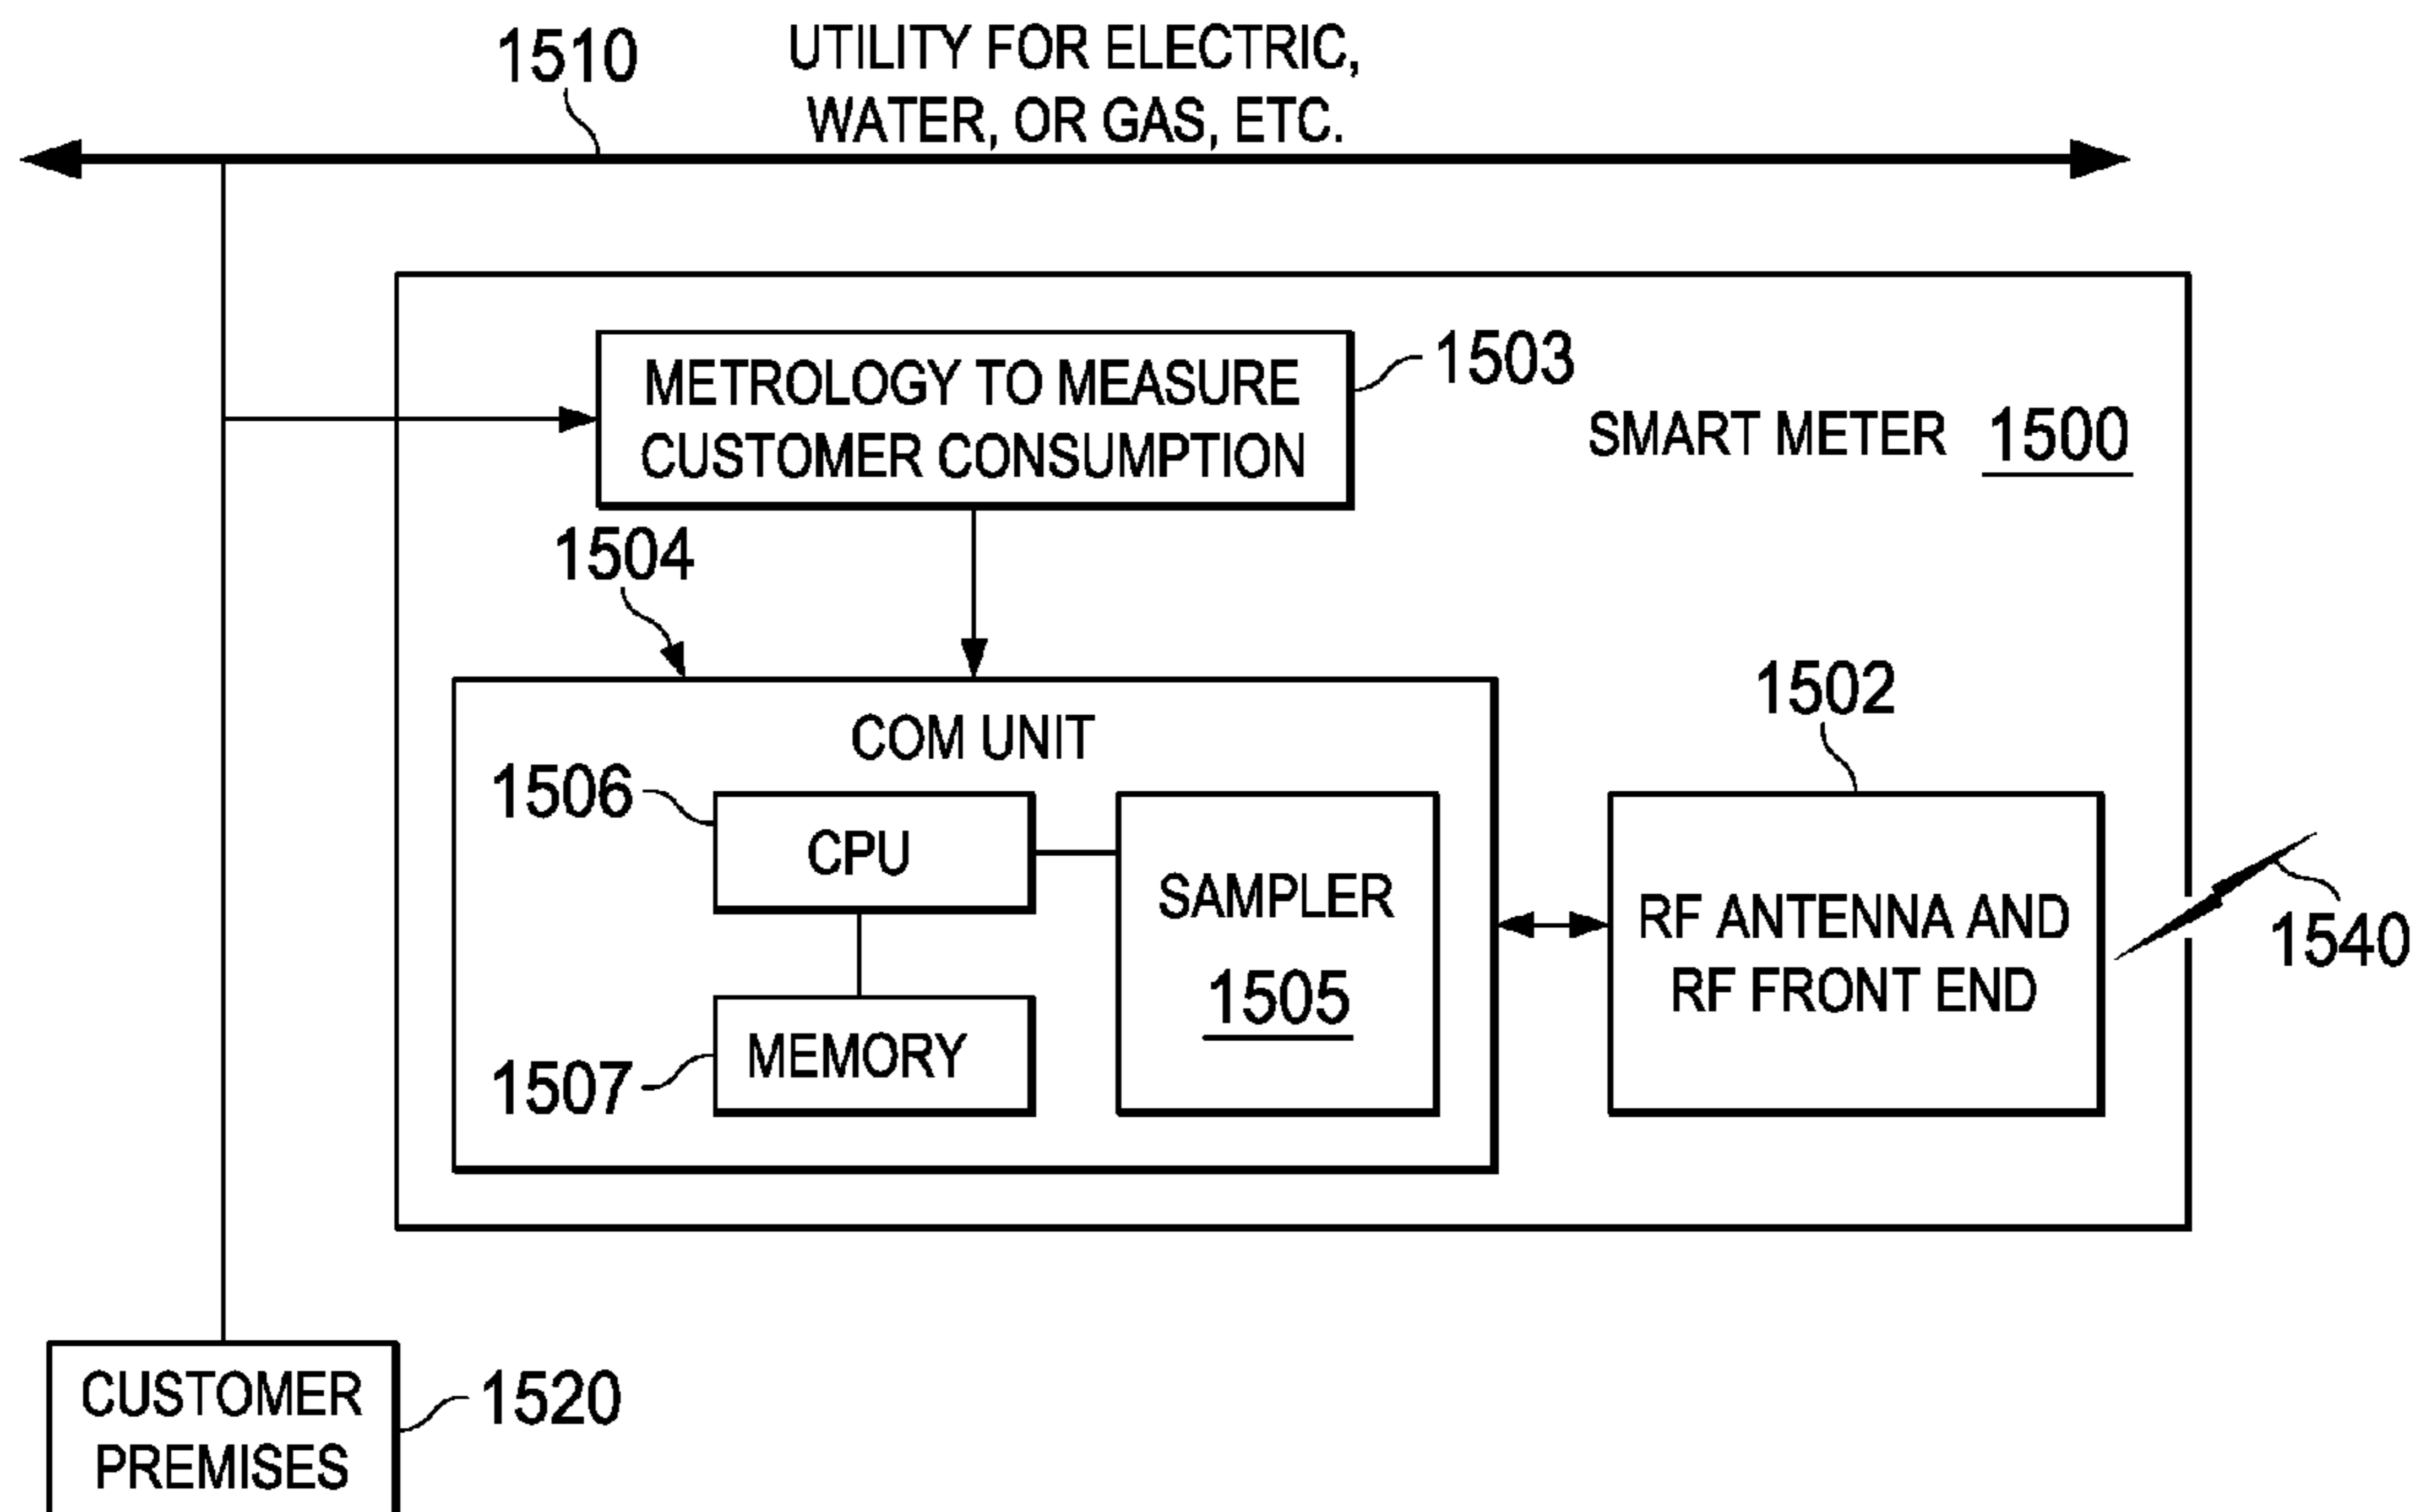 1510
UTILITY FOR ELECTRIC,
WATER, OR GAS, ETC.
METROLOGY TO MEASURE
CUSTOMER CONSUMPTION
1503
SMART METER 1500
1504
COM UNIT
1506
CPU
SAMPLER
1505
1507
MEMORY
1502
RF ANTENNA AND
RF FRONT END
1540
CUSTOMER
PREMISES
1520